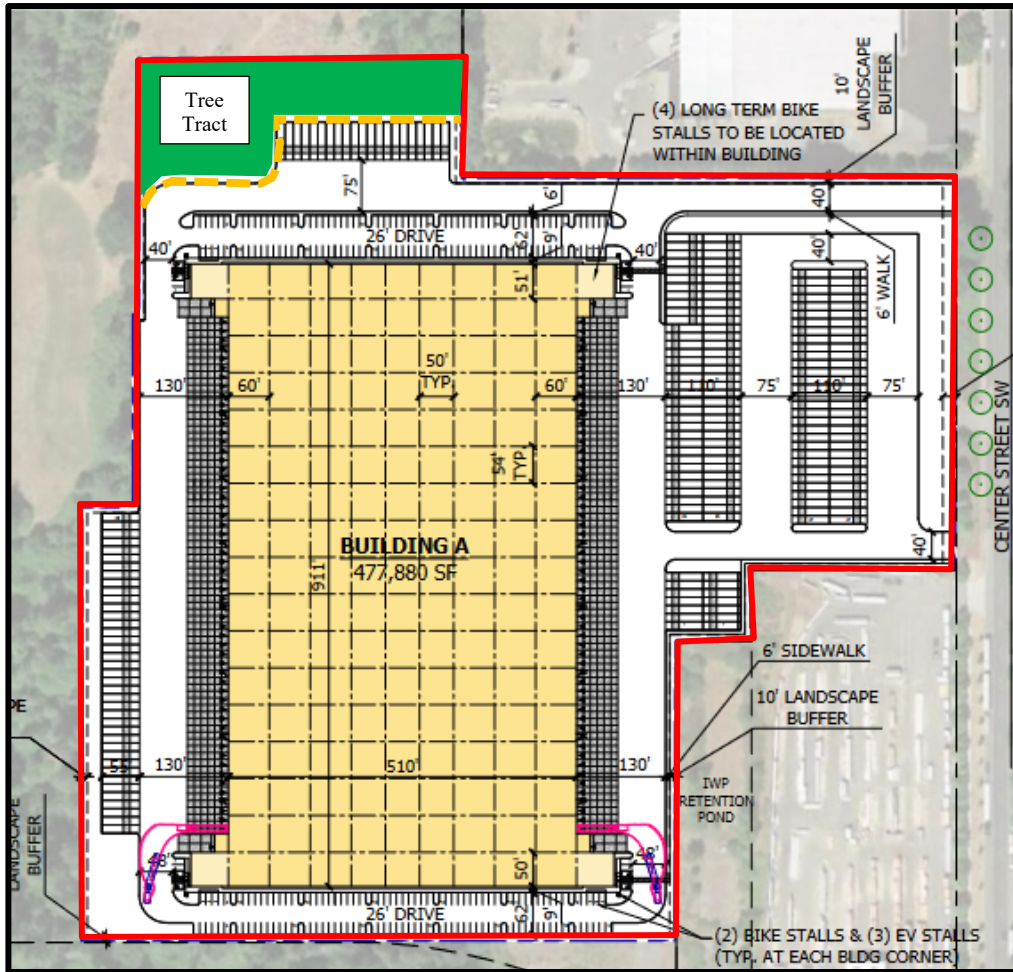 Tree
Tract
10'
LANDSCAPE
BUFFER
(4) LONG TERM BIKE
STALLS TO BE LOCATED
WITHIN BUILDING
75'
6'
40'
26' DRIVE
62'
9'
40'
40'
40'
51'
6' WALK
50'
TYP.
130'
60'
60'
130'
110'
75'
110'
75'
54'
TYP.
CENTER STREET SW
BUILDING A
477,880 SF
911'
40'
6' SIDEWALK
10' LANDSCAPE
BUFFER
PE
55'
130'
510'
130'
IWP
RETENTION
POND
LANDSCAPE
BUFFER
48'
48'
50'
26' DRIVE
62'
9'
(2) BIKE STALLS & (3) EV STALLS
(TYP. AT EACH BLDG CORNER)